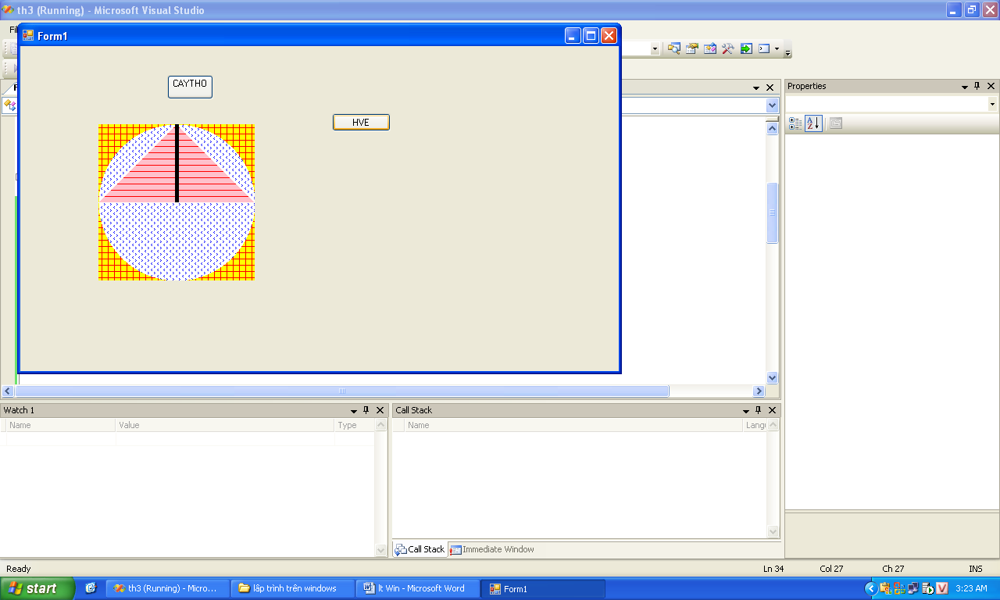 th3 (Running) - Microsoft Visual Studio
Form1
CAYTHO
HVE
Properties
Watch 1
Name Value Type
Call Stack
Name
Call Stack Immediate Window
Ready Ln 34 Col 27 Ch 27 INS
start th3 (Running) - Micro... lập trình trên windows lt Win - Microsoft Word Form1 V 3:23 AM